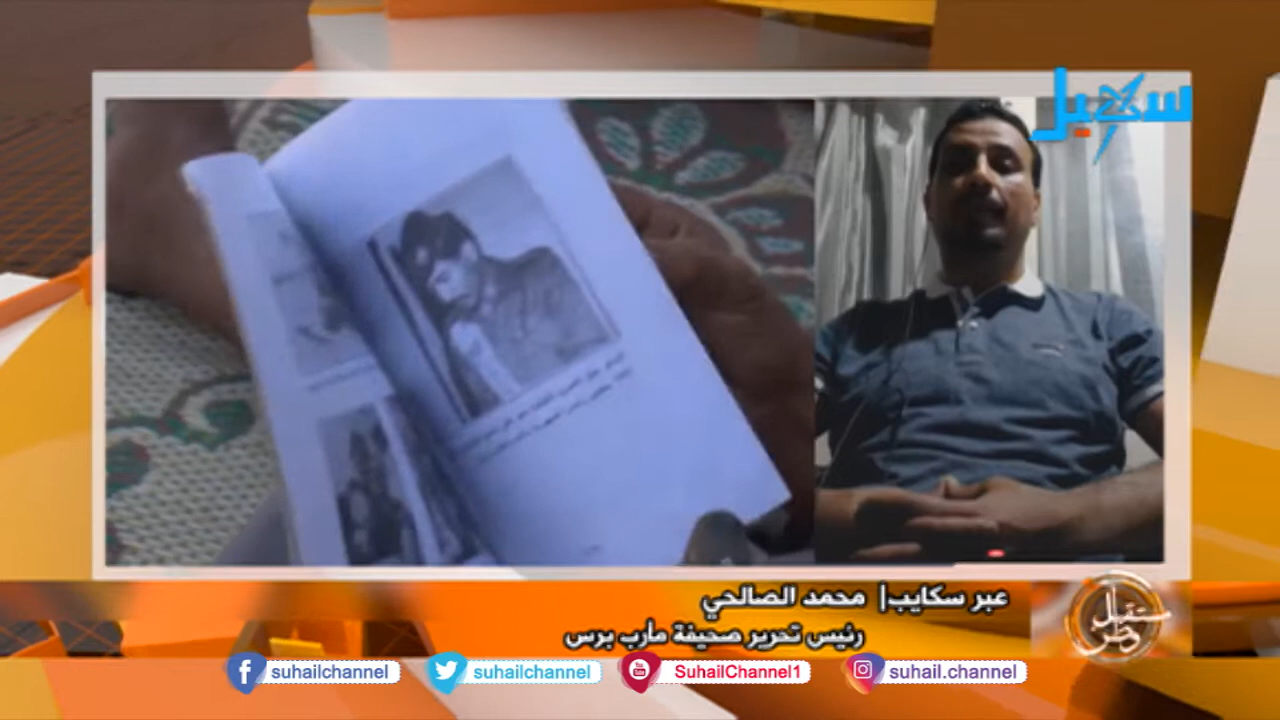 سهيل
عبر سكايب| محمد الصالحي
رئيس تحرير صحيفة مأرب برس
suhailchannel
suhailchannel
SuhailChannel1
suhail.channel